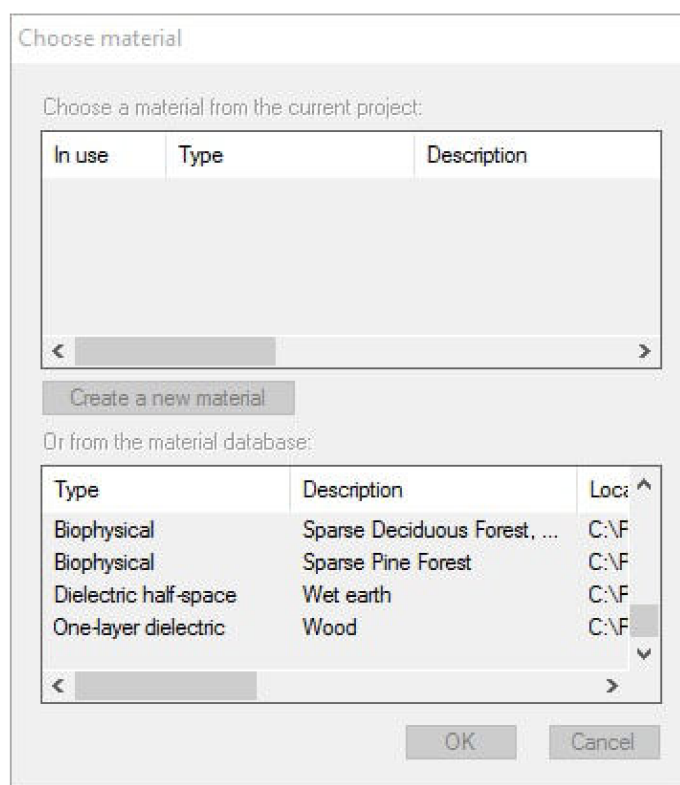 Choose material
Choose a material from the current project:
In use Type Description
Create a new material
Or from the material database:
Type Description Loca
Biophysical Sparse Deciduous Forest, ... C:\P
Biophysical Sparse Pine Forest C:\P
Dielectric half-space Wet earth C:\P
One-layer dielectric Wood C:\P
OK Cancel